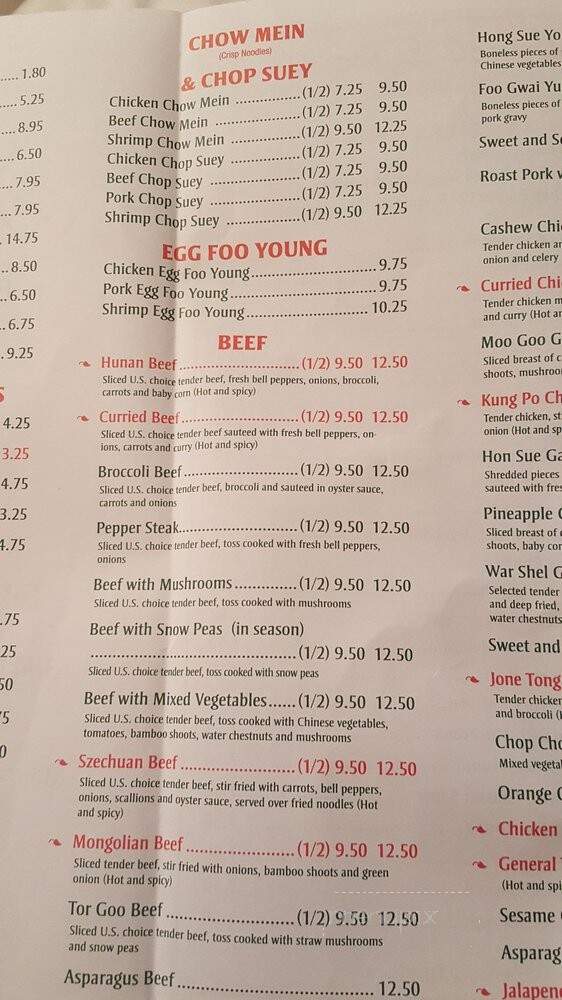 ..... 1.80
... 5.25
... 8.95
.... 6.50
... 7.95
... 7.95
. 14.75
.. 8.50
.. 6.50
.. 6.75
.. 9.25
S
4.25
3.25
4.75
3.25
4.75
.75
25
50
75
0
CHOW MEIN
(Crisp Noodles)
& CHOP SUEY
Chicken Chow Mein ................(1/2) 7.25 9.50
Beef Chow Mein .....................(1/2) 7.25 9.50
Shrimp Chow Mein .................(1/2) 9.50 12.25
Chicken Chop Suey .................(1/2) 7.25 9.50
Beef Chop Suey ......................(1/2) 7.25 9.50
Pork Chop Suey ......................(1/2) 7.25 9.50
Shrimp Chop Suey ..................(1/2) 9.50 12.25
EGG FOO YOUNG
Chicken Egg Foo Young............................... 9.75
Pork Egg Foo Young.................................... 9.75
Shrimp Egg Foo Young.............................. 10.25
BEEF
Hunan Beef..............................(1/2) 9.50 12.50
Sliced U.S. choice tender beef, fresh bell peppers, onions, broccoli,
carrots and baby corn (Hot and spicy)
Curried Beef.............................(1/2) 9.50 12.50
Sliced U.S. choice tender beef sauteed with fresh bell peppers, on-
ions, carrots and curry (Hot and spicy)
Broccoli Beef............................(1/2) 9.50 12.50
Sliced U.S. choice tender beef, broccoli and sauteed in oyster sauce,
carrots and onions
Pepper Steak.............................(1/2) 9.50 12.50
Sliced U.S. choice tender beef, toss cooked with fresh bell peppers,
onions
Beef with Mushrooms...............(1/2) 9.50 12.50
Sliced U.S. choice tender beef, toss cooked with mushrooms
Beef with Snow Peas (in season)
..................................................(1/2) 9.50 12.50
Sliced U.S. choice tender beef, toss cooked with snow peas
Beef with Mixed Vegetables......(1/2) 9.50 12.50
Sliced U.S. choice tender beef, toss cooked with Chinese vegetables,
tomatoes, bamboo shoots, water chestnuts and mushrooms
Szechuan Beef ..........................(1/2) 9.50 12.50
Sliced U.S. choice tender beef, stir fried with carrots, bell peppers,
onions, scallions and oyster sauce, served over fried noodles (Hot
and spicy)
Mongolian Beef ........................(1/2) 9.50 12.50
Sliced tender beef, stir fried with onions, bamboo shoots and green
onion (Hot and spicy)
Tor Goo Beef ............................(1/2) 9.50 12.50
Sliced U.S. choice tender beef, toss cooked with straw mushrooms
and snow peas
Asparagus Beef............................................ 12.50
Hong Sue Yo
Boneless pieces of
Chinese vegetables
Foo Gwai Yu
Boneless pieces of
pork gravy
Sweet and So
Roast Pork w
Cashew Chi
Tender chicken an
onion and celery
Curried Chi
Tender chicken m
and curry (Hot an
Moo Goo G
Sliced breast of c
shoots, mushroo
Kung Po Ch
Tender chicken, st
onion (Hot and sp
Hon Sue Ga
Shredded pieces
sauteed with fres
Pineapple C
Sliced breast of
shoots, baby cor
War Shel G
Selected tender
and deep fried,
water chestnuts
Sweet and
Jone Tong
Tender chicken
and broccoli (
Chop Cho
Mixed vegetal
Orange C
Chicken
General
(Hot and spi
Sesame
Asparag
Jalapeno